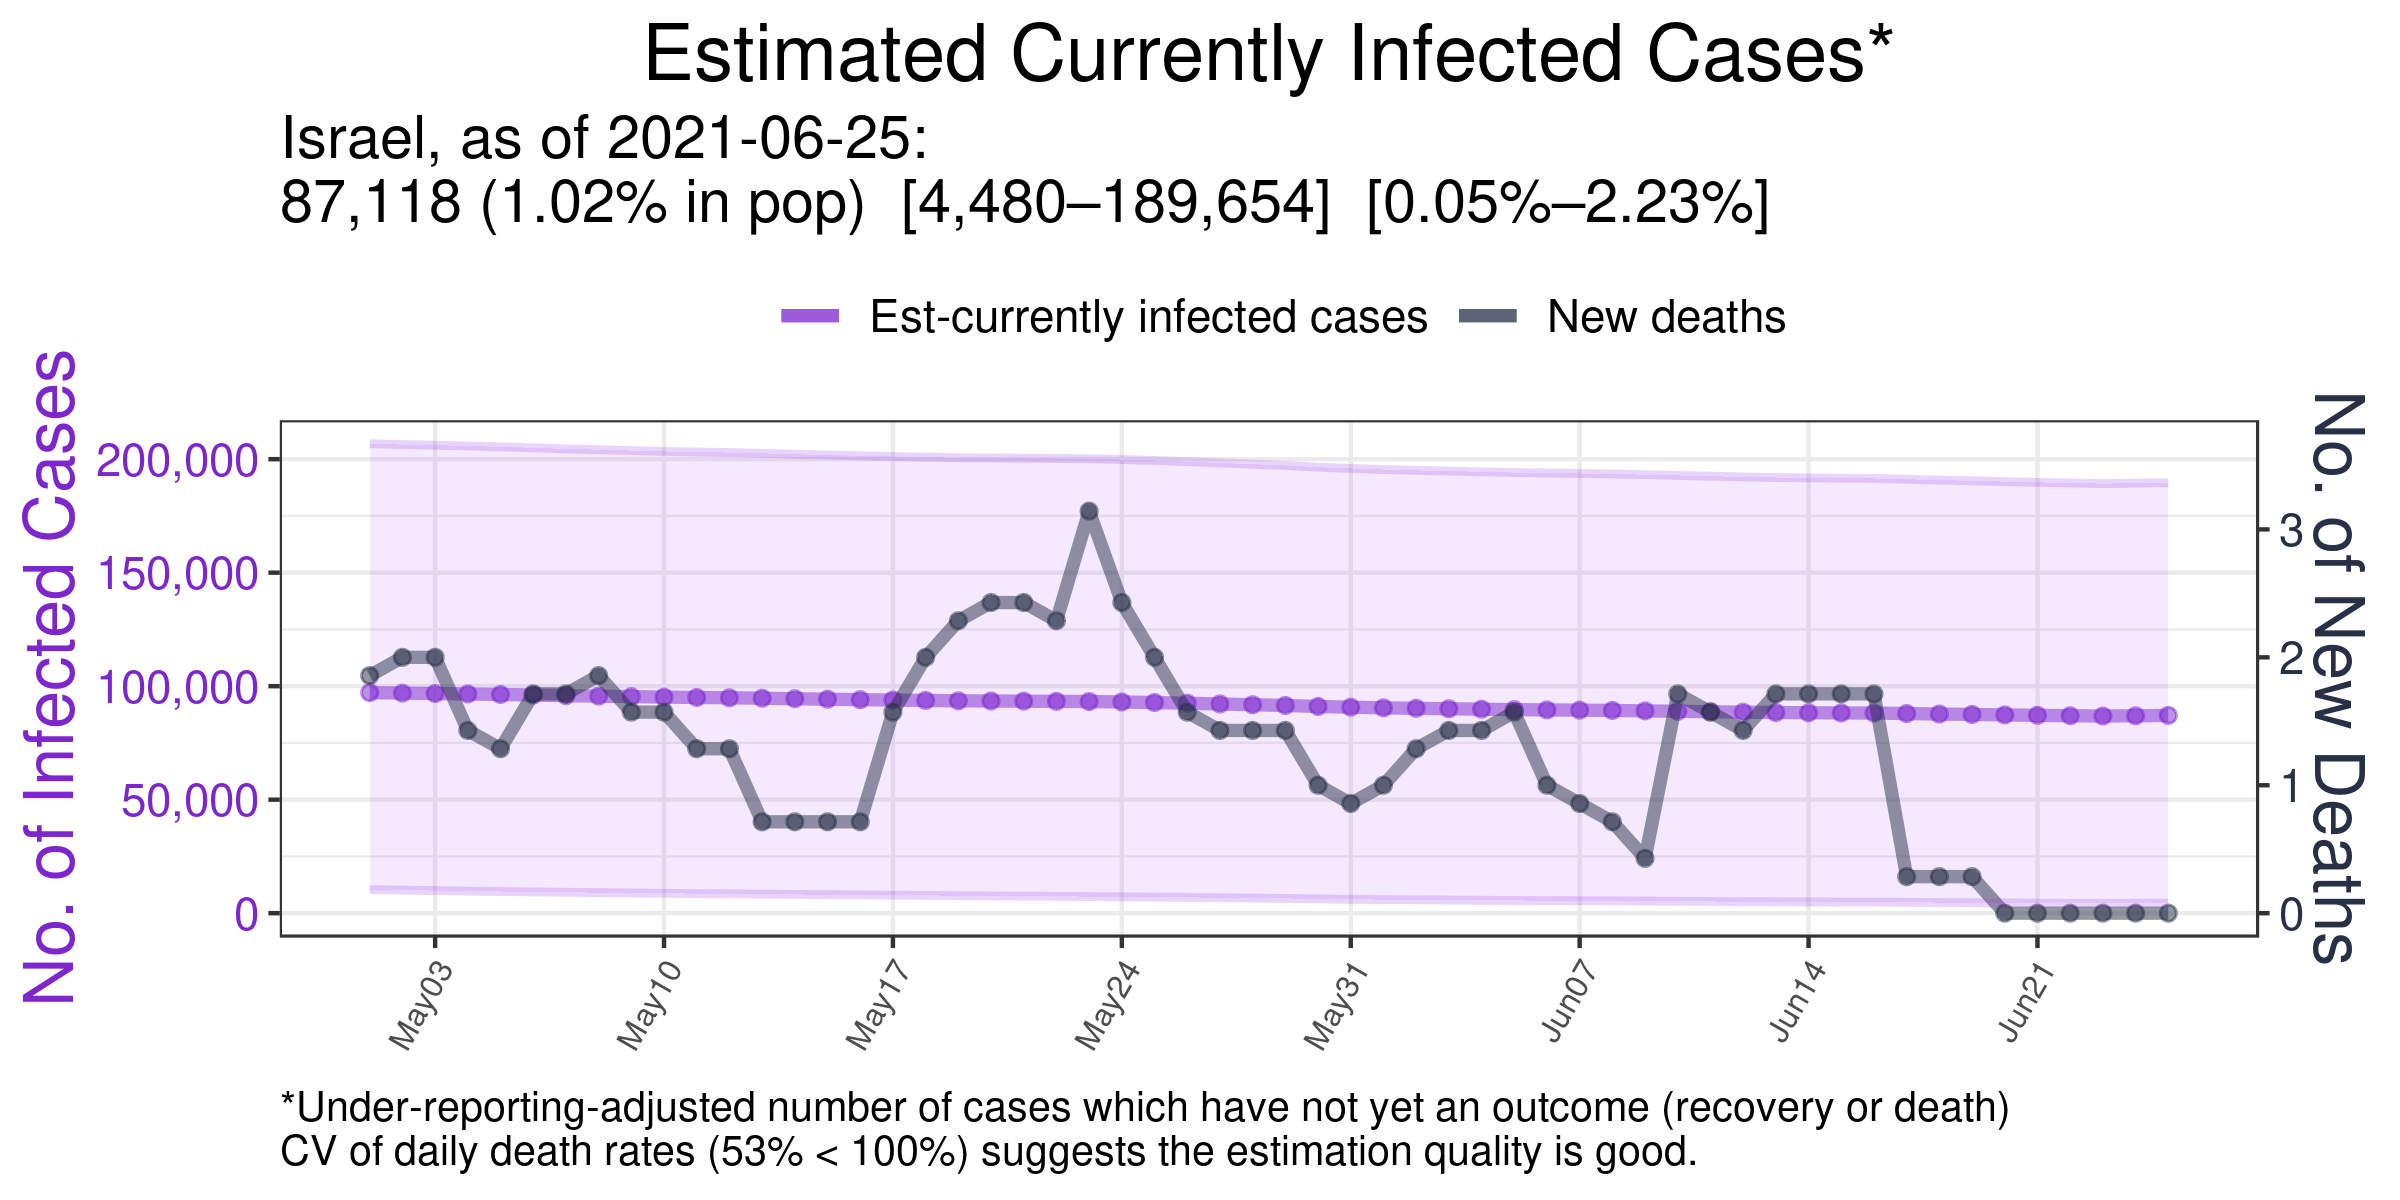 Estimated Currently Infected Cases*
Israel, as of 2021-06-25:
87,118 (1.02% in pop)  [4,480–189,654]  [0.05%–2.23%]
Est-currently infected cases
New deaths
No. of Infected Cases
200,000
150,000
100,000
50,000
0
No. of New Deaths
3
2
1
0
May03
May10
May17
May24
May31
Jun07
Jun14
Jun21
*Under-reporting-adjusted number of cases which have not yet an outcome (recovery or death)
CV of daily death rates (53% < 100%) suggests the estimation quality is good.